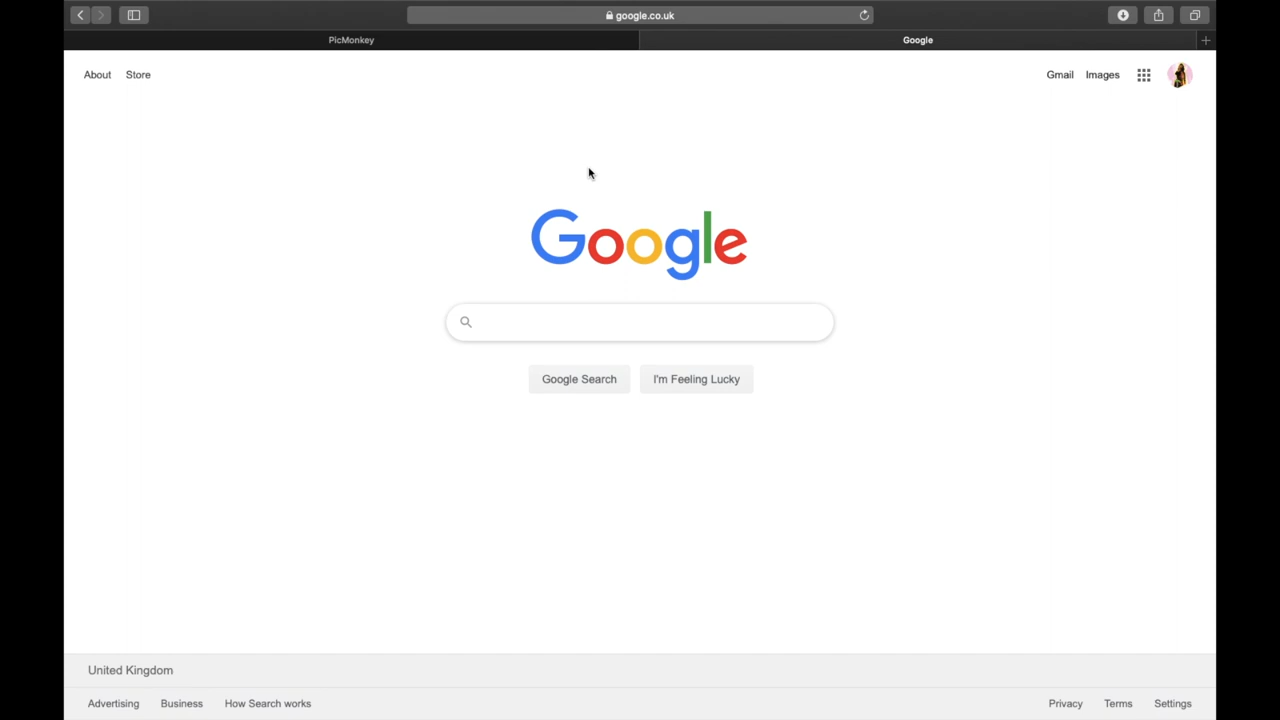 google.co.uk
PicMonkey Google
About Store Gmail Images
Google
Google Search I'm Feeling Lucky
United Kingdom
Advertising Business How Search works Privacy Terms Settings